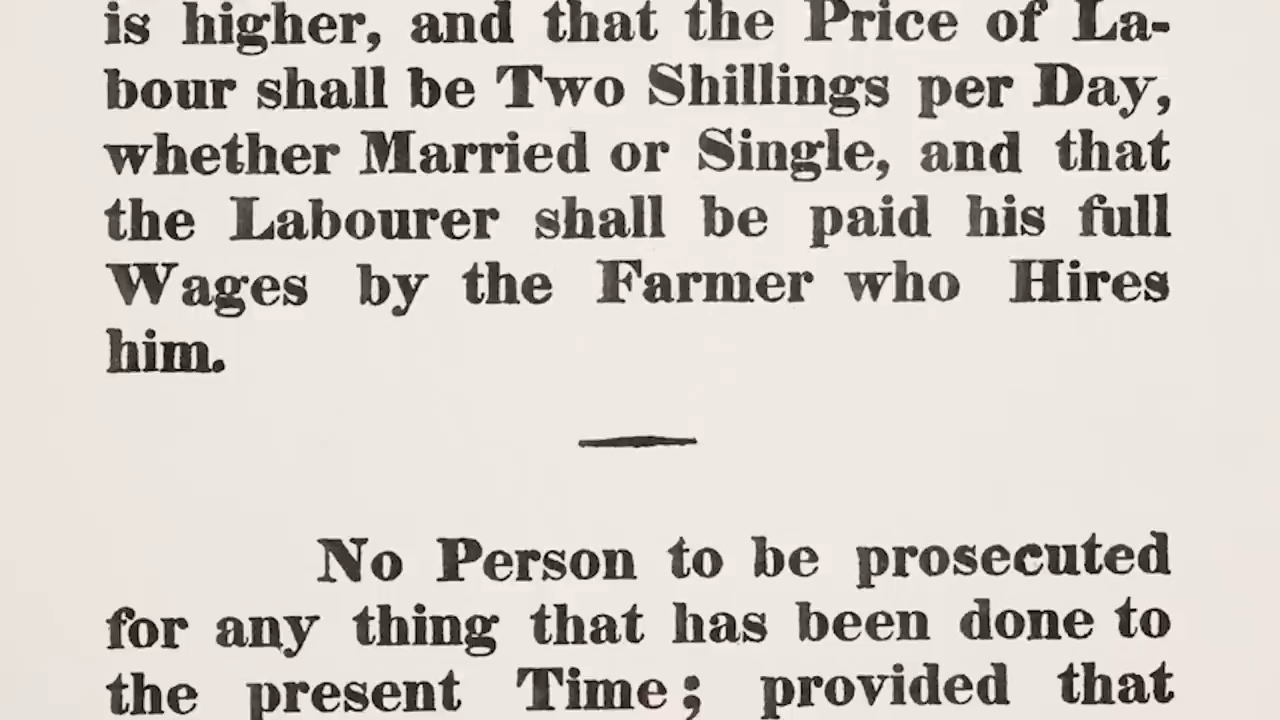 is higher, and that the Price of La-
bour shall be Two Shillings per Day,
whether Married or Single, and that
the Labourer shall be paid his full
Wages by the Farmer who Hires
him.
No Person to be prosecuted
for any thing that has been done to
the present Time; provided that